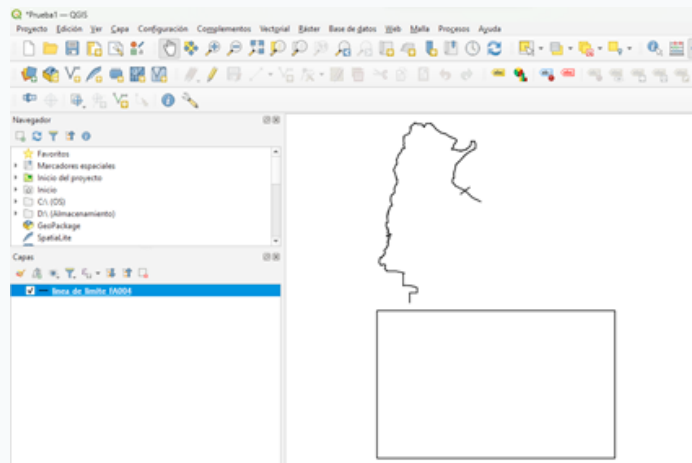 *Prueba1 — QGIS
Proyecto Edición Ver Capa Configuración Complementos Vectorial Ráster Base de datos Web Malla Procesos Ayuda
Navegador
Favoritos
Marcadores espaciales
Inicio del proyecto
Inicio
C:\ (OS)
D:\ (Almacenamiento)
GeoPackage
SpatiaLite
Capas
linea de limite FA004